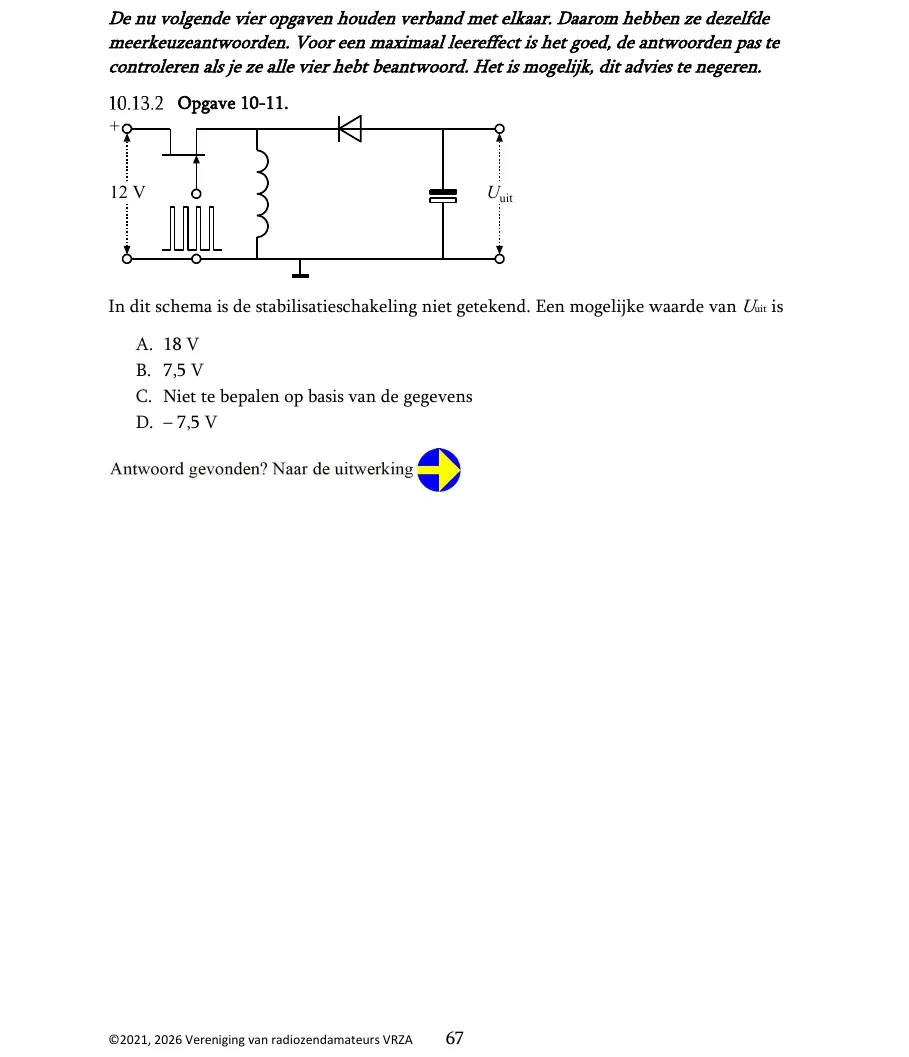 De nu volgende vier opgaven houden verband met elkaar. Daarom hebben ze dezelfde
meerkeuzeantwoorden. Voor een maximaal leereffect is het goed, de antwoorden pas te
controleren als je ze alle vier hebt beantwoord. Het is mogelijk, dit advies te negeren.
10.13.2 Opgave 10-11.
+
12 V
Uuit
In dit schema is de stabilisatieschakeling niet getekend. Een mogelijke waarde van Uuit is
A. 18 V
B. 7,5 V
C. Niet te bepalen op basis van de gegevens
D. – 7,5 V
Antwoord gevonden? Naar de uitwerking
©2021, 2026 Vereniging van radiozendamateurs VRZA 67